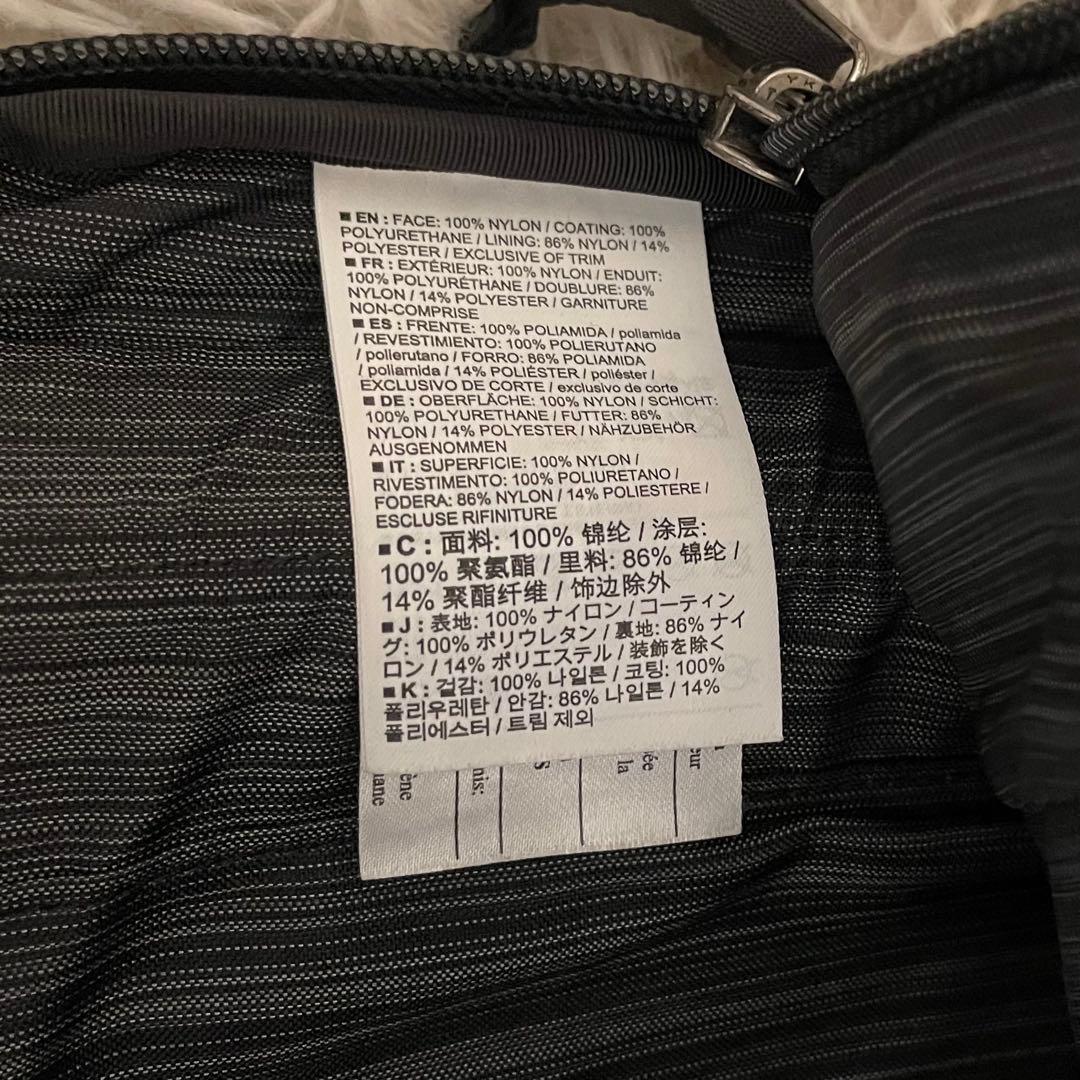 YKK
■ EN : FACE: 100% NYLON / COATING: 100%
POLYURETHANE / LINING: 86% NYLON / 14%
POLYESTER / EXCLUSIVE OF TRIM
■ FR : EXTÉRIEUR: 100% NYLON / ENDUIT:
100% POLYURÉTHANE / DOUBLURE: 86%
NYLON / 14% POLYESTER / GARNITURE
NON-COMPRISE
■ ES : FRENTE: 100% POLIAMIDA / poliamida
/ REVESTIMIENTO: 100% POLIERUTANO
/ polierutano / FORRO: 86% POLIAMIDA
/ poliamida / 14% POLIÉSTER / poliéster /
EXCLUSIVO DE CORTE / exclusivo de corte
■ DE : OBERFLÄCHE: 100% NYLON / SCHICHT:
100% POLYURETHANE / FUTTER: 86%
NYLON / 14% POLYESTER / NÄHZUBEHÖR
AUSGENOMMEN
■ IT : SUPERFICIE: 100% NYLON /
RIVESTIMENTO: 100% POLIURETANO /
FODERA: 86% NYLON / 14% POLIESTERE /
ESCLUSE RIFINITURE
■ C : 面料: 100% 锦纶 / 涂层:
100% 聚氨酯 / 里料: 86% 锦纶 /
14% 聚酯纤维 / 饰边除外
■ J : 表地: 100% ナイロン / コーティン
グ: 100% ポリウレタン / 裏地: 86% ナイ
ロン / 14% ポリエステル / 装飾を除く
■ K : 겉감: 100% 나일론 / 코팅: 100%
폴리우레탄 / 안감: 86% 나일론 / 14%
폴리에스터 / 트림 제외